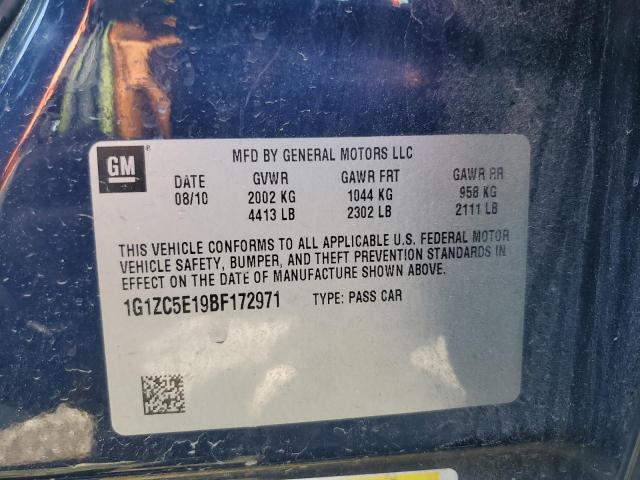 GM ®
MFD BY GENERAL MOTORS LLC
DATE GVWR GAWR FRT GAWR RR
08/10 2002 KG 1044 KG 958 KG
4413 LB 2302 LB 2111 LB
THIS VEHICLE CONFORMS TO ALL APPLICABLE U.S. FEDERAL MOTOR
VEHICLE SAFETY, BUMPER, AND THEFT PREVENTION STANDARDS IN
EFFECT ON THE DATE OF MANUFACTURE SHOWN ABOVE.
1G1ZC5E19BF172971 TYPE: PASS CAR